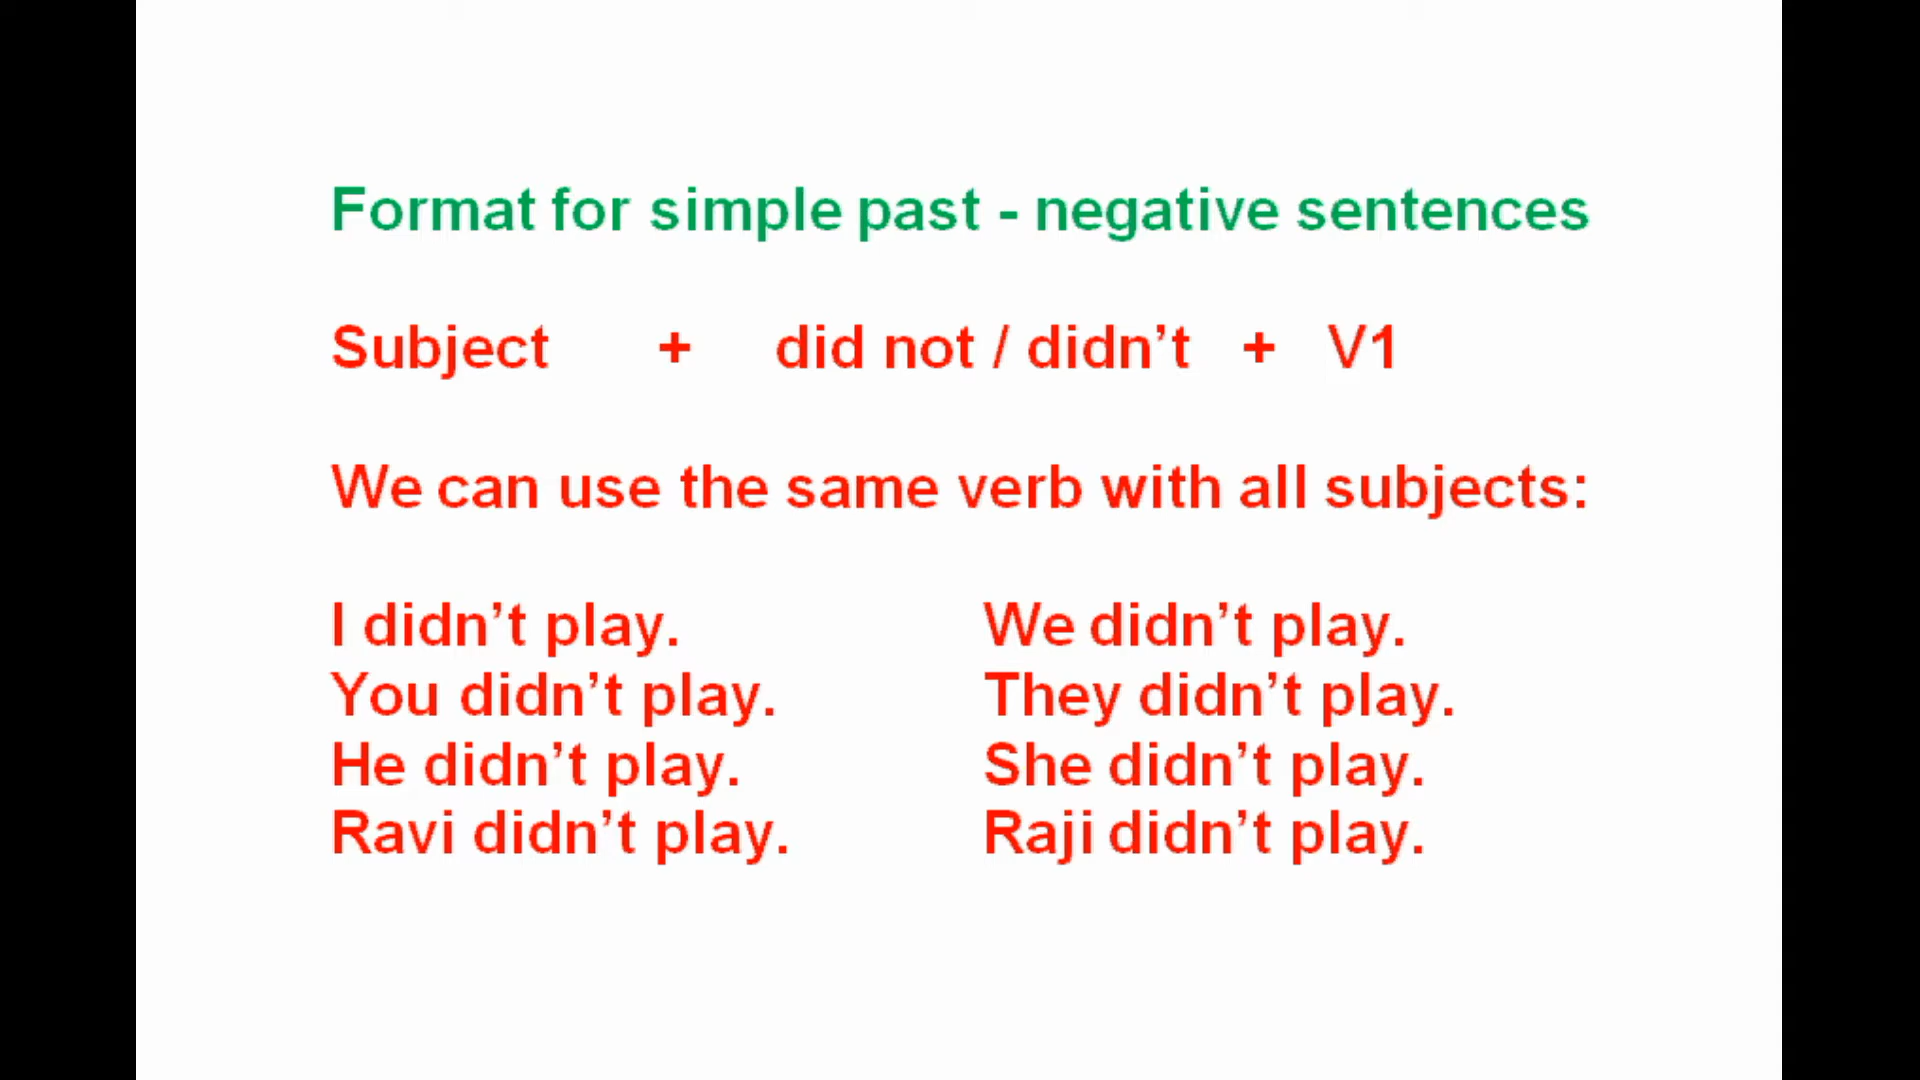 Format for simple past - negative sentences
Subject + did not / didn’t + V1
We can use the same verb with all subjects:
I didn’t play. We didn’t play.
You didn’t play. They didn’t play.
He didn’t play. She didn’t play.
Ravi didn’t play. Raji didn’t play.